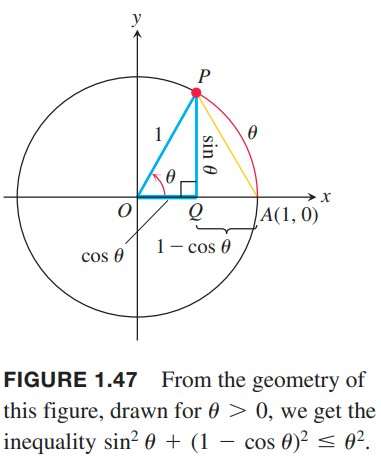 y
P
1
θ
sin θ
θ
x
O
Q
A(1, 0)
cos θ
1 − cos θ
FIGURE 1.47 From the geometry of
this figure, drawn for θ > 0, we get the
inequality sin² θ + (1 − cos θ)² ≤ θ².